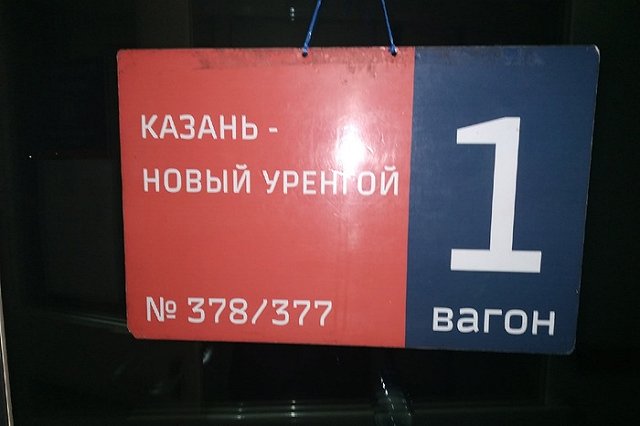 КАЗАНЬ -
НОВЫЙ УРЕНГОЙ
№ 378/377
1
вагон